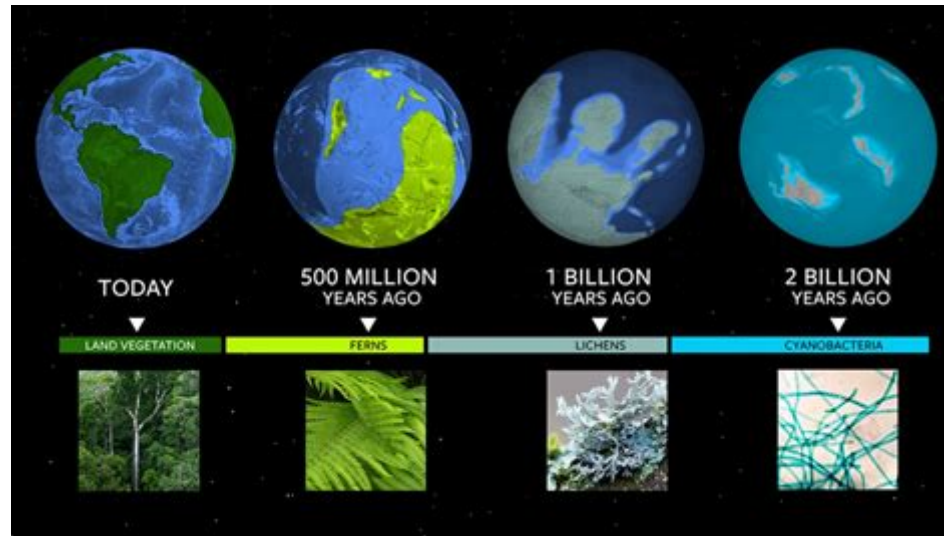 TODAY
500 MILLION
YEARS AGO
1 BILLION
YEARS AGO
2 BILLION
YEARS AGO
LAND VEGETATION
FERNS
LICHENS
CYANOBACTERIA